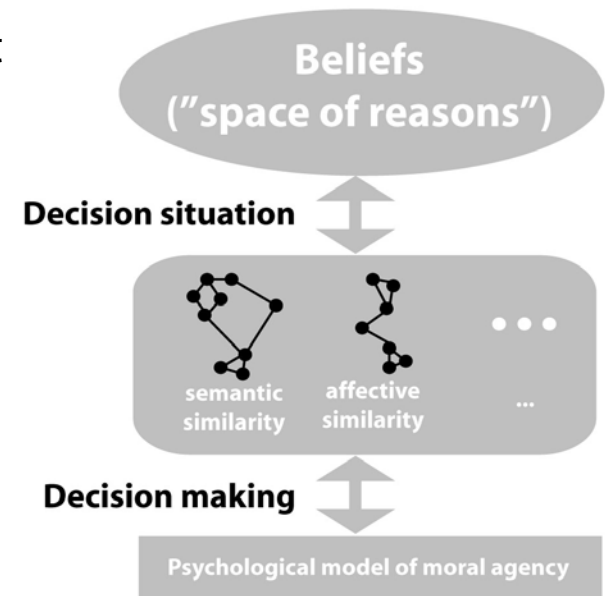 Beliefs
("space of reasons")
Decision situation
semantic
similarity
affective
similarity
...
Decision making
Psychological model of moral agency